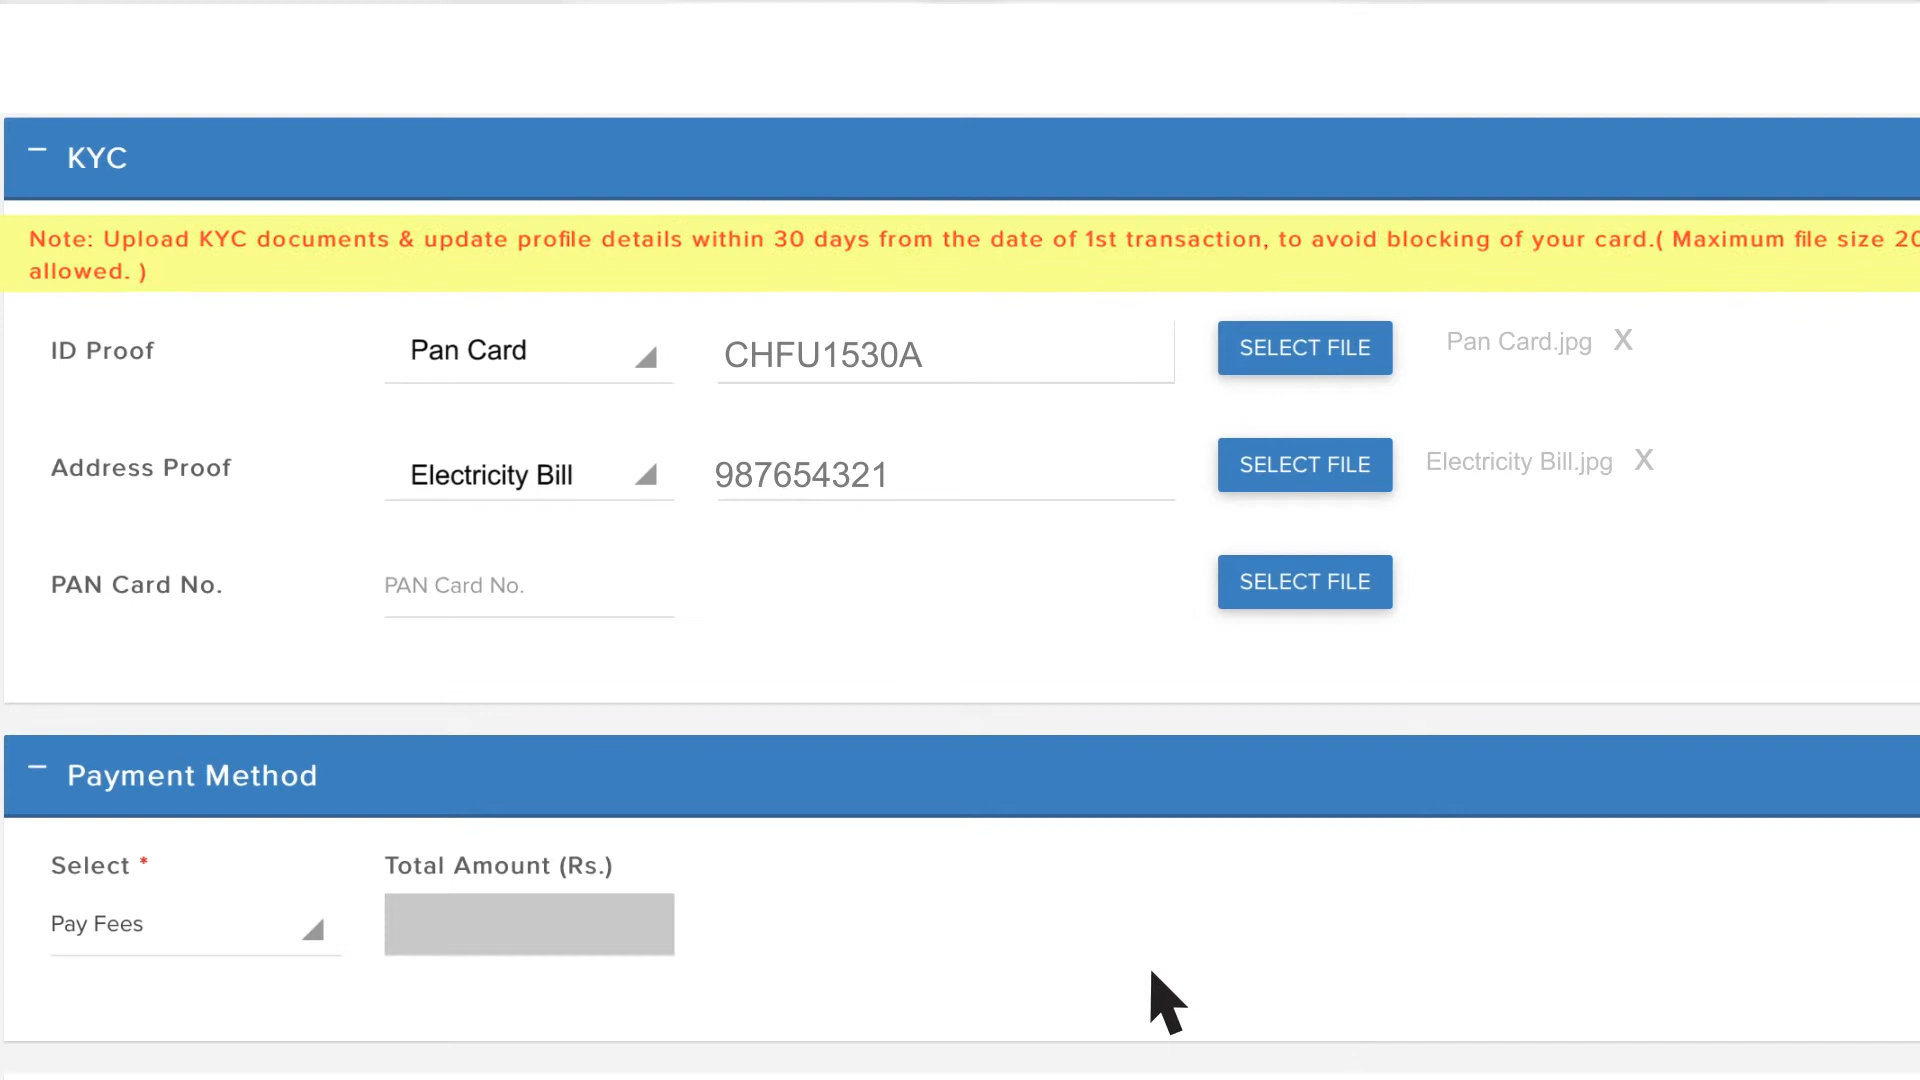 KYC
Note: Upload KYC documents & update profile details within 30 days from the date of 1st transaction, to avoid blocking of your card.( Maximum file size 20
allowed. )
ID Proof Pan Card CHFU1530A SELECT FILE Pan Card.jpg X
Address Proof Electricity Bill 987654321 SELECT FILE Electricity Bill.jpg X
PAN Card No. PAN Card No. SELECT FILE
Payment Method
Select * Total Amount (Rs.)
Pay Fees